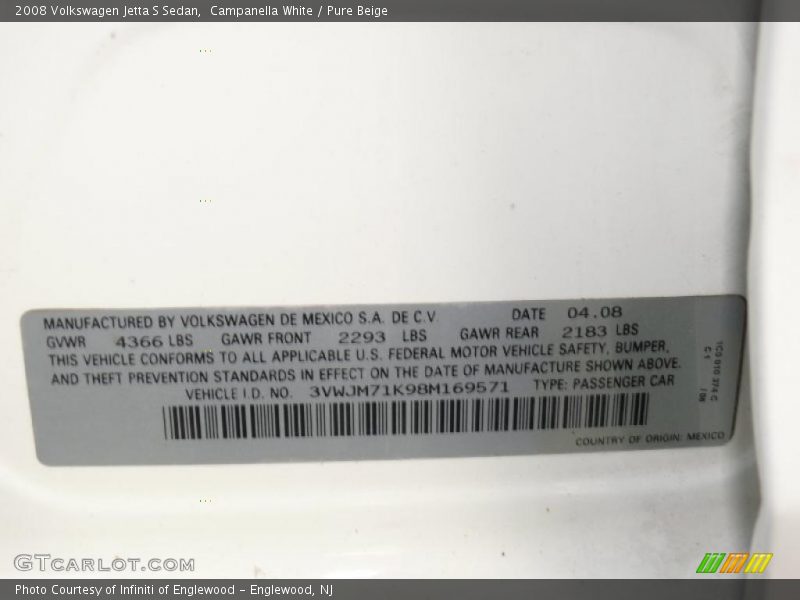 2008 Volkswagen Jetta S Sedan, Campanella White / Pure Beige
MANUFACTURED BY VOLKSWAGEN DE MEXICO S.A. DE C.V. DATE 04.08
GVWR 4366 LBS GAWR FRONT 2293 LBS GAWR REAR 2183 LBS
THIS VEHICLE CONFORMS TO ALL APPLICABLE U.S. FEDERAL MOTOR VEHICLE SAFETY, BUMPER,
AND THEFT PREVENTION STANDARDS IN EFFECT ON THE DATE OF MANUFACTURE SHOWN ABOVE.
VEHICLE I.D. NO. 3VWJM71K98M169571 TYPE: PASSENGER CAR
COUNTRY OF ORIGIN: MEXICO
1C0 010 374 C
GTCARLOT.COM
Photo Courtesy of Infiniti of Englewood - Englewood, NJ